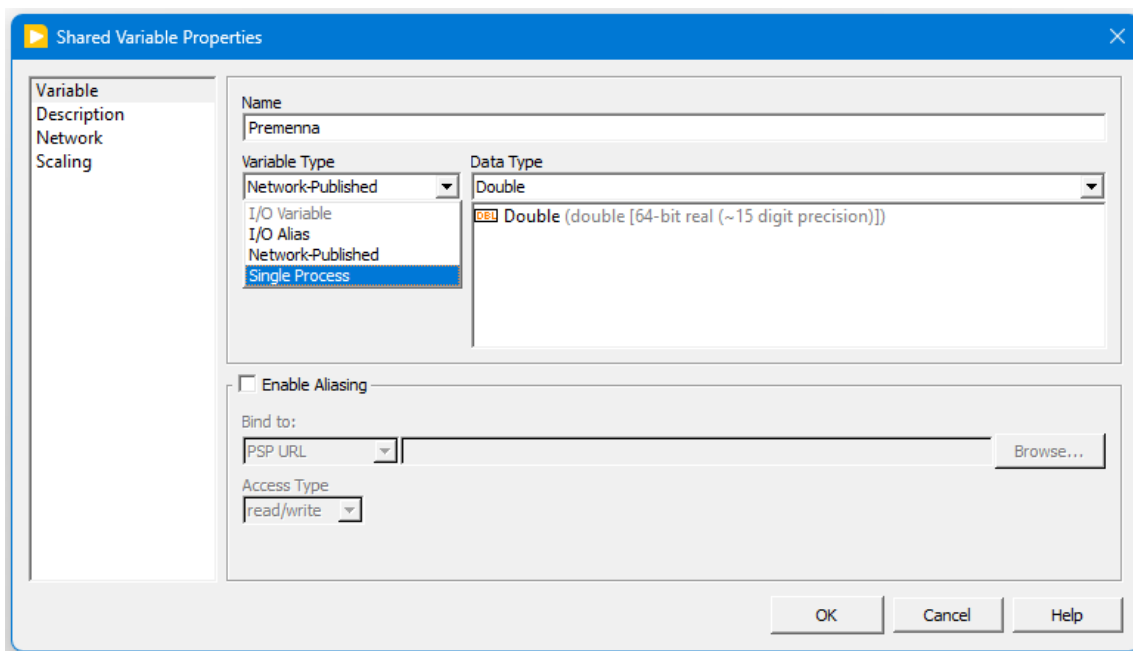 Shared Variable Properties
Variable
Description
Network
Scaling
Name
Premenna
Variable Type
Data Type
Network-Published
Double
I/O Variable
I/O Alias
Network-Published
Single Process
DBL Double (double [64-bit real (~15 digit precision)])
Enable Aliasing
Bind to:
PSP URL
Browse...
Access Type
read/write
OK
Cancel
Help